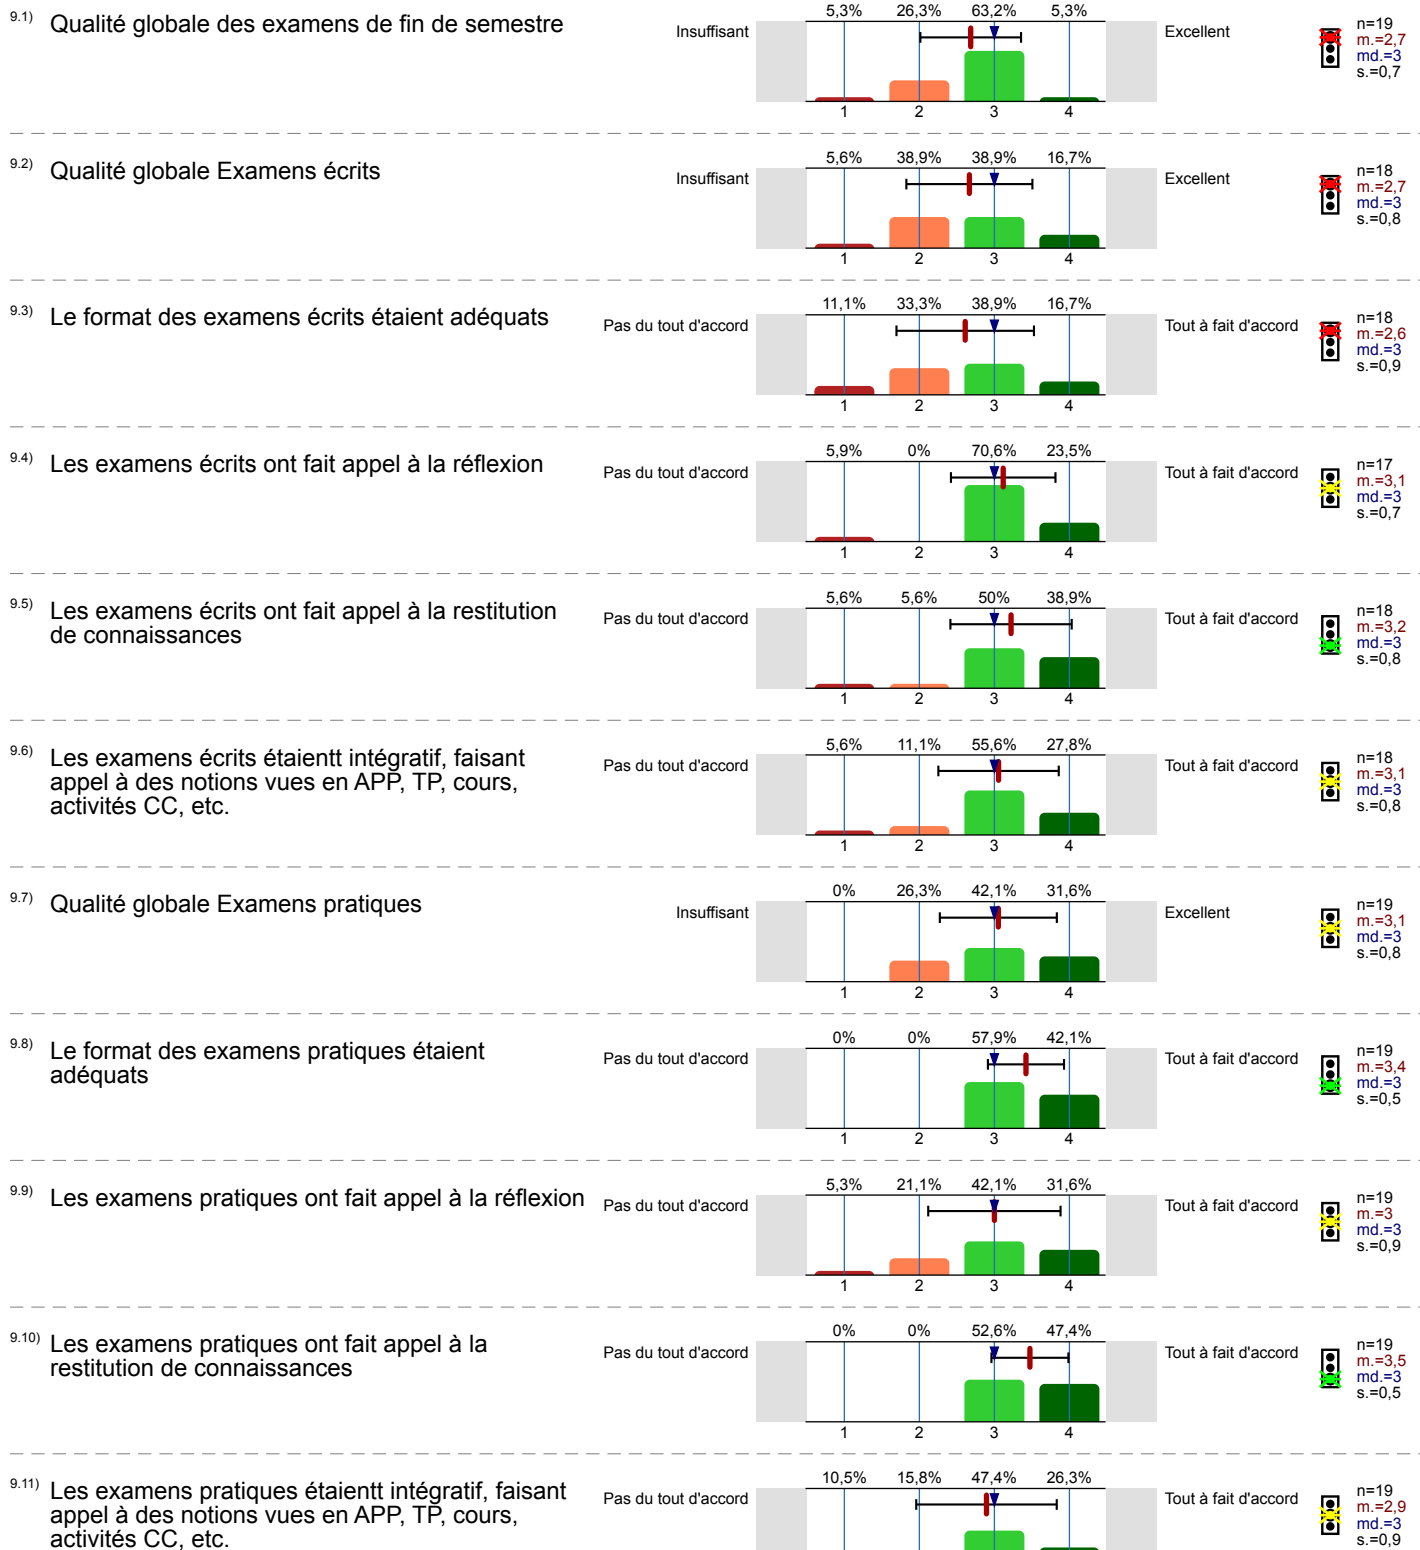 9.1) Qualité globale des examens de fin de semestre
5,3% 26,3% 63,2% 5,3%
Insuffisant
Excellent
1 2 3 4
n=19
m.=2,7
md.=3
s.=0,7
9.2) Qualité globale Examens écrits
5,6% 38,9% 38,9% 16,7%
Insuffisant
Excellent
1 2 3 4
n=18
m.=2,7
md.=3
s.=0,8
9.3) Le format des examens écrits étaient adéquats
11,1% 33,3% 38,9% 16,7%
Pas du tout d'accord
Tout à fait d'accord
1 2 3 4
n=18
m.=2,6
md.=3
s.=0,9
9.4) Les examens écrits ont fait appel à la réflexion
5,9% 0% 70,6% 23,5%
Pas du tout d'accord
Tout à fait d'accord
1 2 3 4
n=17
m.=3,1
md.=3
s.=0,7
9.5) Les examens écrits ont fait appel à la restitution
de connaissances
5,6% 5,6% 50% 38,9%
Pas du tout d'accord
Tout à fait d'accord
1 2 3 4
n=18
m.=3,2
md.=3
s.=0,8
9.6) Les examens écrits étaientt intégratif, faisant
appel à des notions vues en APP, TP, cours,
activités CC, etc.
5,6% 11,1% 55,6% 27,8%
Pas du tout d'accord
Tout à fait d'accord
1 2 3 4
n=18
m.=3,1
md.=3
s.=0,8
9.7) Qualité globale Examens pratiques
0% 26,3% 42,1% 31,6%
Insuffisant
Excellent
1 2 3 4
n=19
m.=3,1
md.=3
s.=0,8
9.8) Le format des examens pratiques étaient
adéquats
0% 0% 57,9% 42,1%
Pas du tout d'accord
Tout à fait d'accord
1 2 3 4
n=19
m.=3,4
md.=3
s.=0,5
9.9) Les examens pratiques ont fait appel à la réflexion
5,3% 21,1% 42,1% 31,6%
Pas du tout d'accord
Tout à fait d'accord
1 2 3 4
n=19
m.=3
md.=3
s.=0,9
9.10) Les examens pratiques ont fait appel à la
restitution de connaissances
0% 0% 52,6% 47,4%
Pas du tout d'accord
Tout à fait d'accord
1 2 3 4
n=19
m.=3,5
md.=3
s.=0,5
9.11) Les examens pratiques étaientt intégratif, faisant
appel à des notions vues en APP, TP, cours,
activités CC, etc.
10,5% 15,8% 47,4% 26,3%
Pas du tout d'accord
Tout à fait d'accord
n=19
m.=2,9
md.=3
s.=0,9